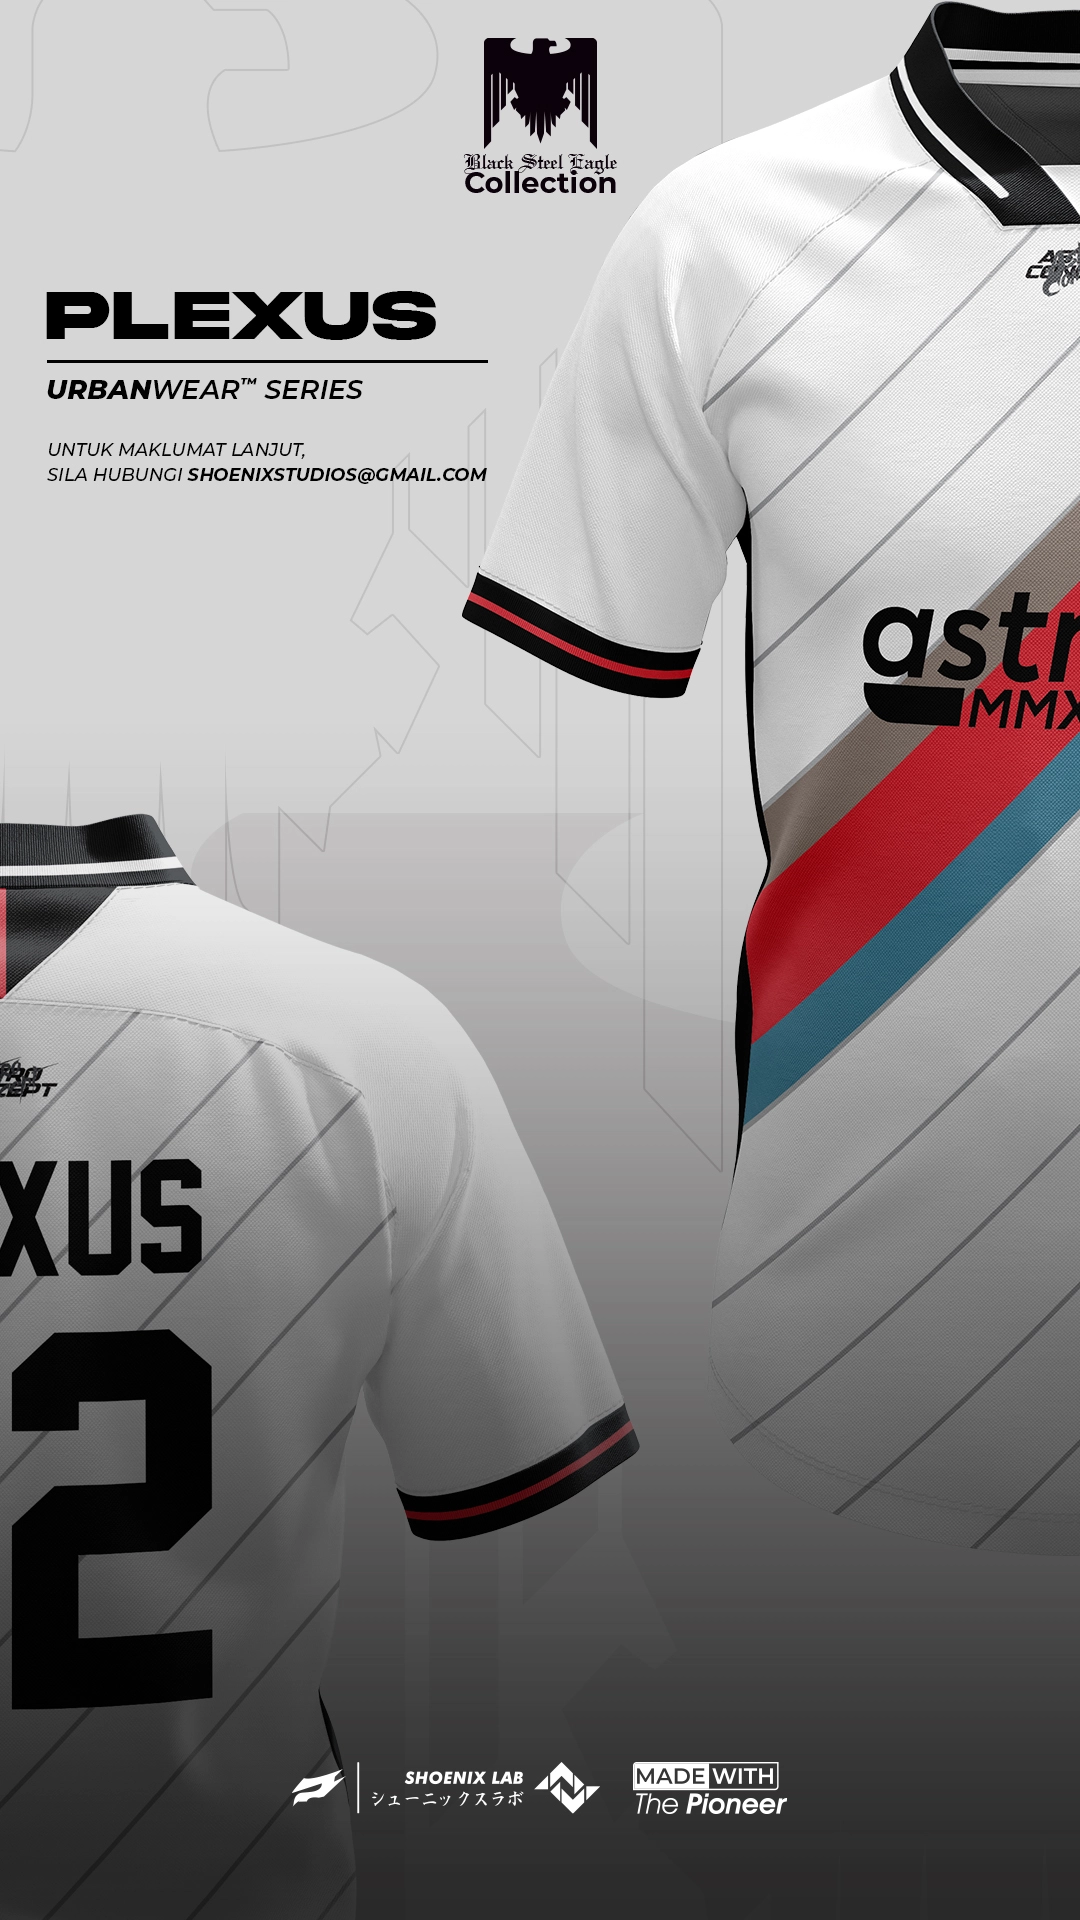 Black Steel Eagle
Collection
PLEXUS
URBANWEAR™ SERIES
UNTUK MAKLUMAT LANJUT,
SILA HUBUNGI SHOENIXSTUDIOS@GMAIL.COM
astr
MMX
XUS
2
SHOENIX LAB
シューニックスラボ
MADE WITH
The Pioneer